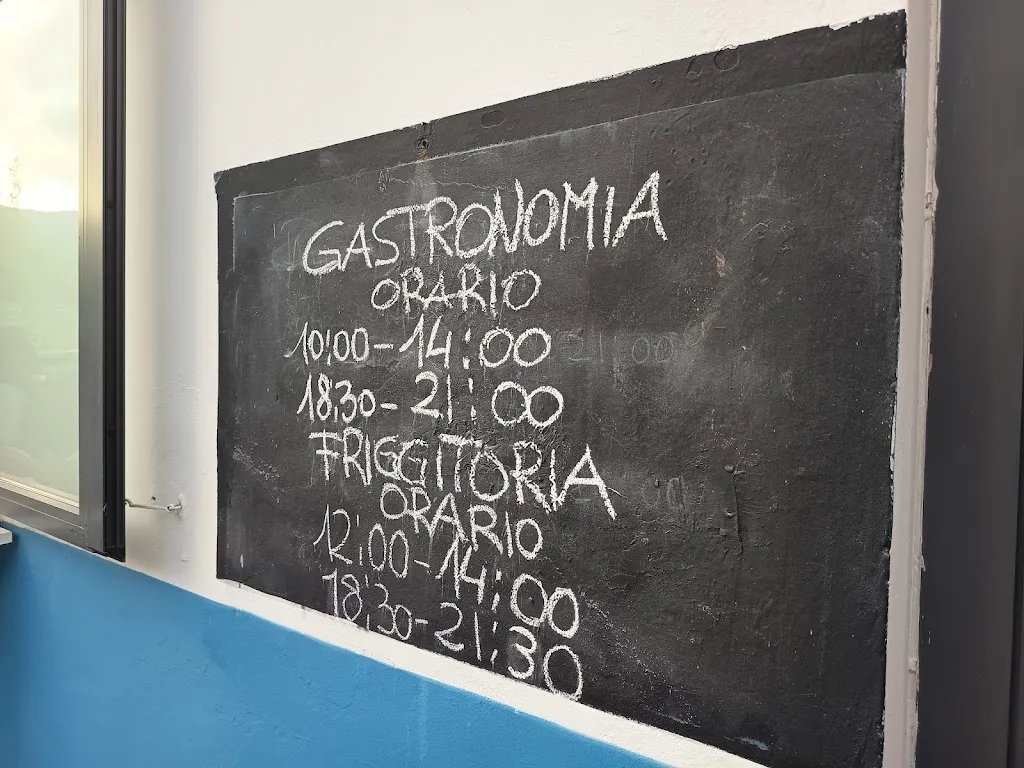 GASTRONOMIA
ORARIO
10:00-14:00
18:30-21:00
FRIGGITORIA
ORARIO
12:00-14:00
18:30-21:30